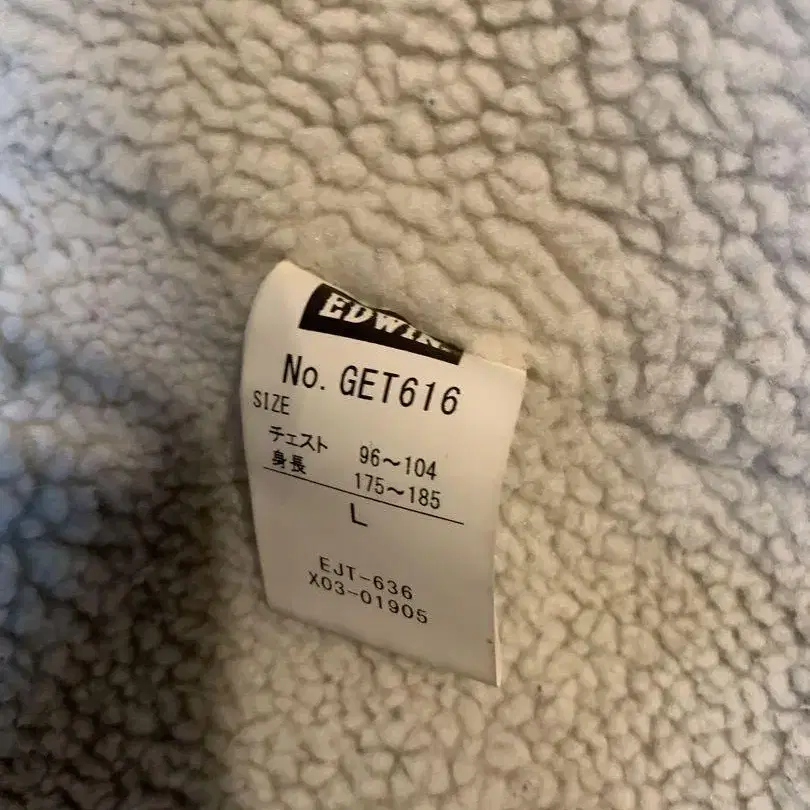 EDWIN
No. GET616
SIZE
チェスト 96～104
身長 175～185
L
EJT-636
X03-01905